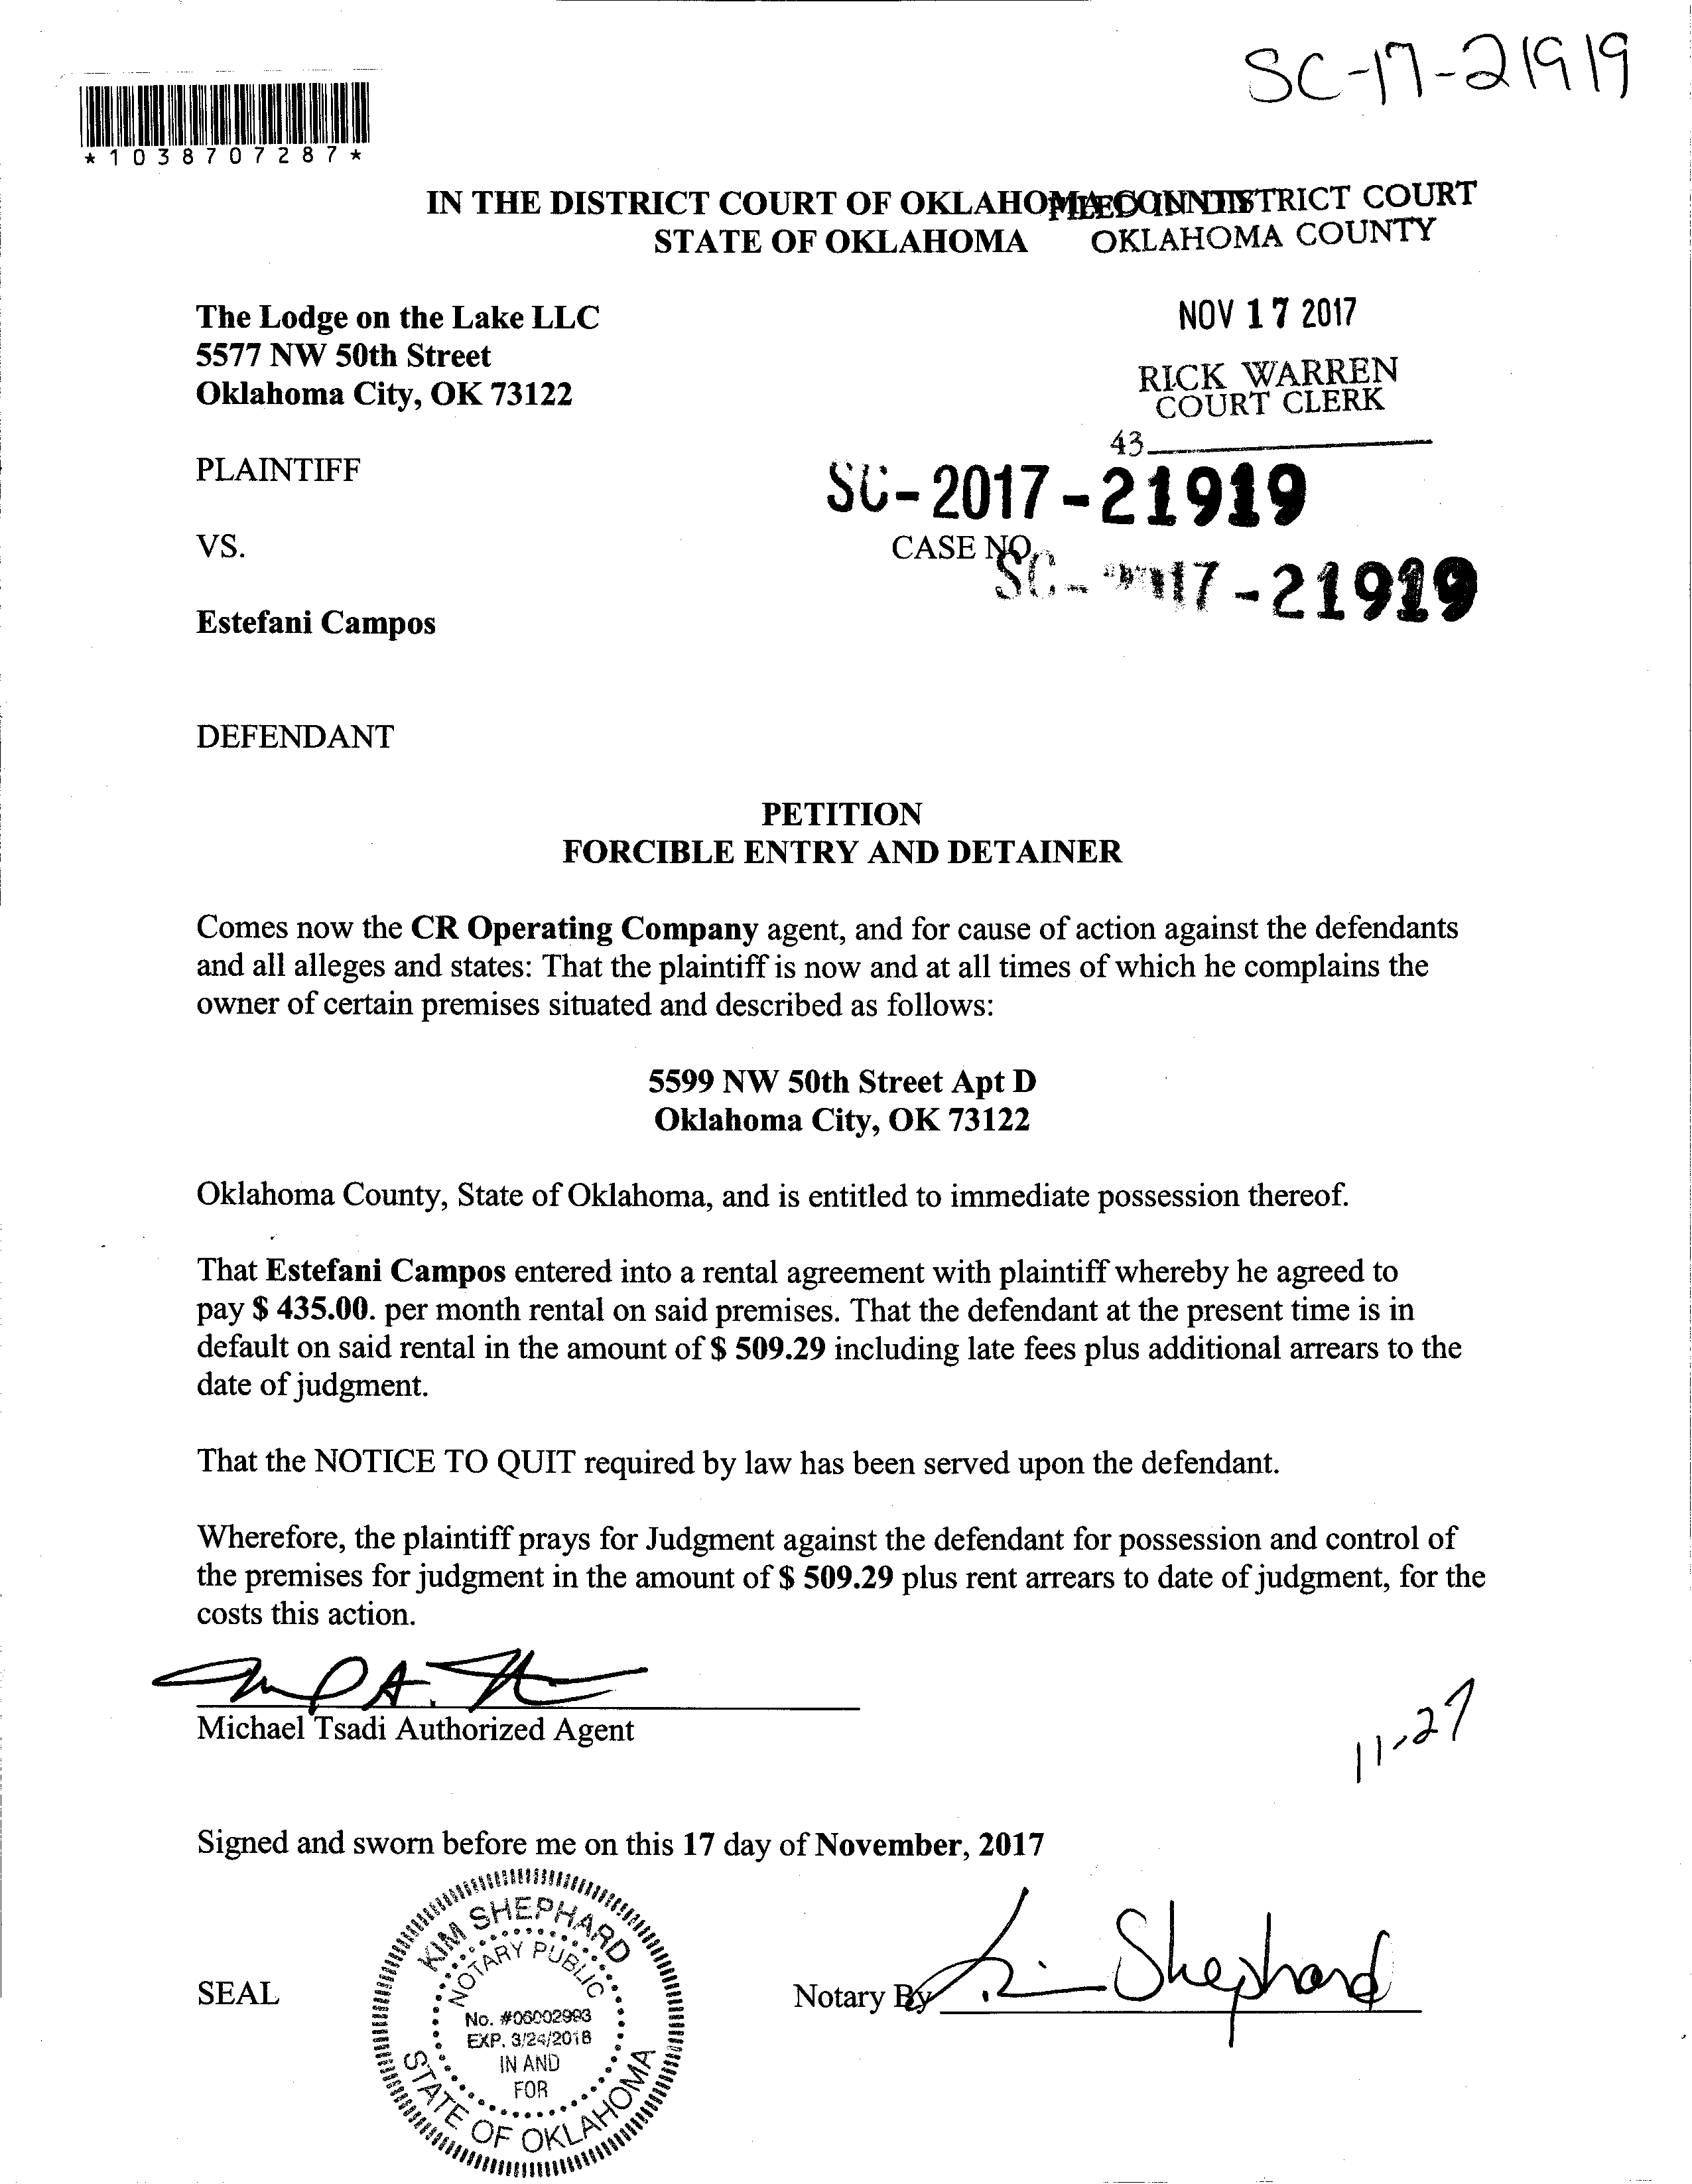 SC-17-21919
*1038707287*
IN THE DISTRICT COURT OF OKLAHOMA COUNTY
STATE OF OKLAHOMA
FILED IN DISTRICT COURT
OKLAHOMA COUNTY
The Lodge on the Lake LLC
5577 NW 50th Street
Oklahoma City, OK 73122
NOV 17 2017
RICK WARREN
COURT CLERK
43
PLAINTIFF
SC-2017-21919
VS.
CASE NO.
SC-2017-21919
Estefani Campos
DEFENDANT
PETITION
FORCIBLE ENTRY AND DETAINER
Comes now the CR Operating Company agent, and for cause of action against the defendants
and all alleges and states: That the plaintiff is now and at all times of which he complains the
owner of certain premises situated and described as follows:
5599 NW 50th Street Apt D
Oklahoma City, OK 73122
Oklahoma County, State of Oklahoma, and is entitled to immediate possession thereof.
That Estefani Campos entered into a rental agreement with plaintiff whereby he agreed to
pay $ 435.00. per month rental on said premises. That the defendant at the present time is in
default on said rental in the amount of $ 509.29 including late fees plus additional arrears to the
date of judgment.
That the NOTICE TO QUIT required by law has been served upon the defendant.
Wherefore, the plaintiff prays for Judgment against the defendant for possession and control of
the premises for judgment in the amount of $ 509.29 plus rent arrears to date of judgment, for the
costs this action.
Michael Tsadi Authorized Agent
11-27
Signed and sworn before me on this 17 day of November, 2017
SEAL
KIM SHEPHARD
NOTARY PUBLIC
No. #06002993
EXP. 3/24/2018
IN AND
FOR
STATE OF OKLAHOMA
Notary By Kim Shephard